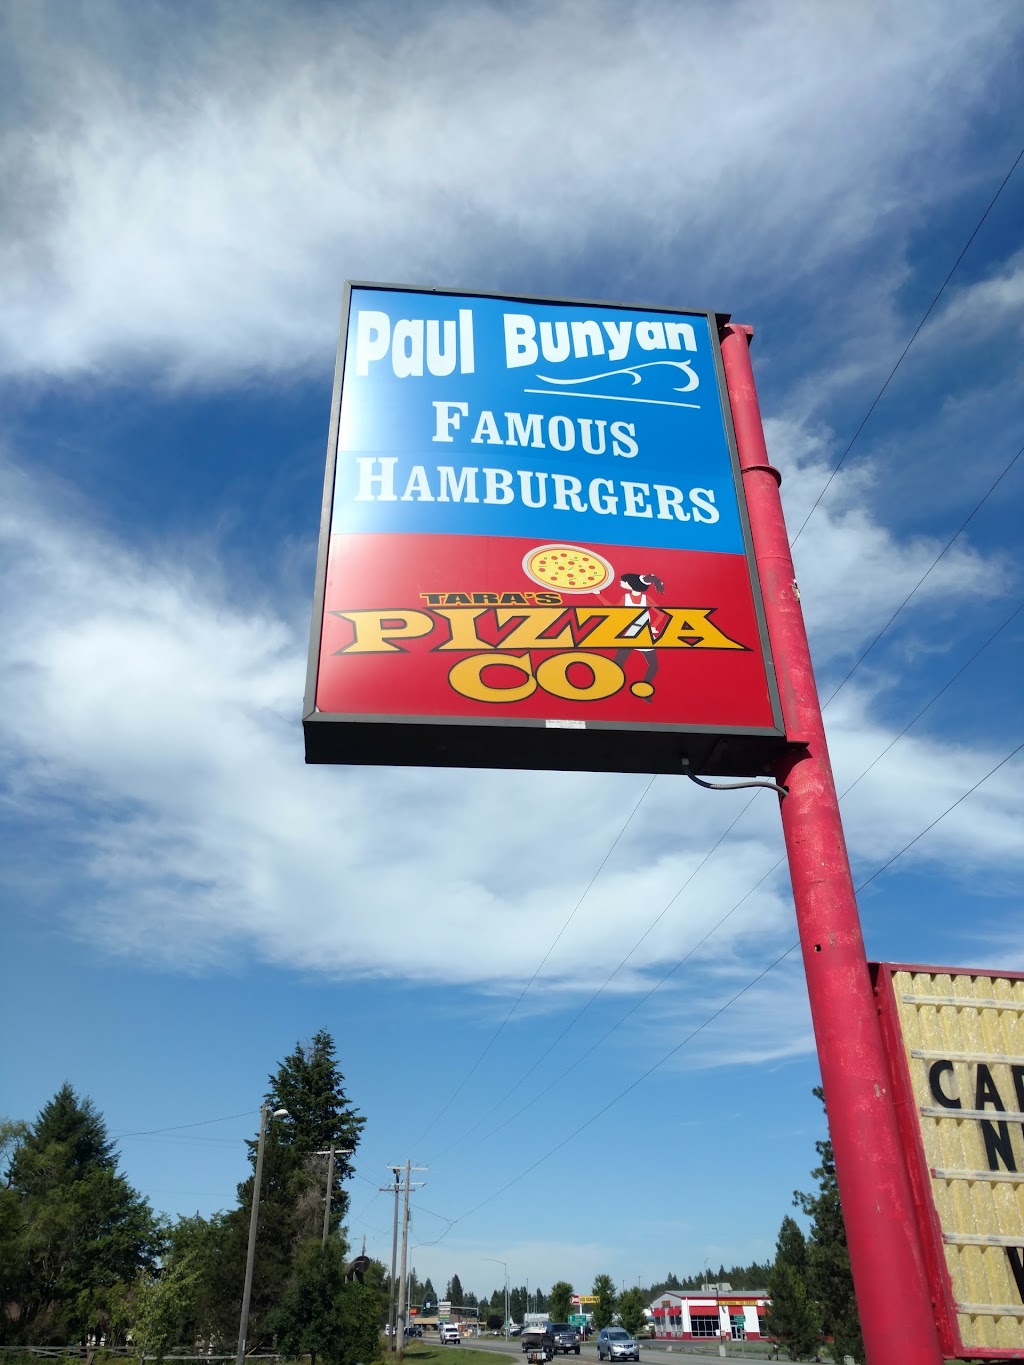 Paul Bunyan
FAMOUS
HAMBURGERS
TARA'S
PIZZA
CO.